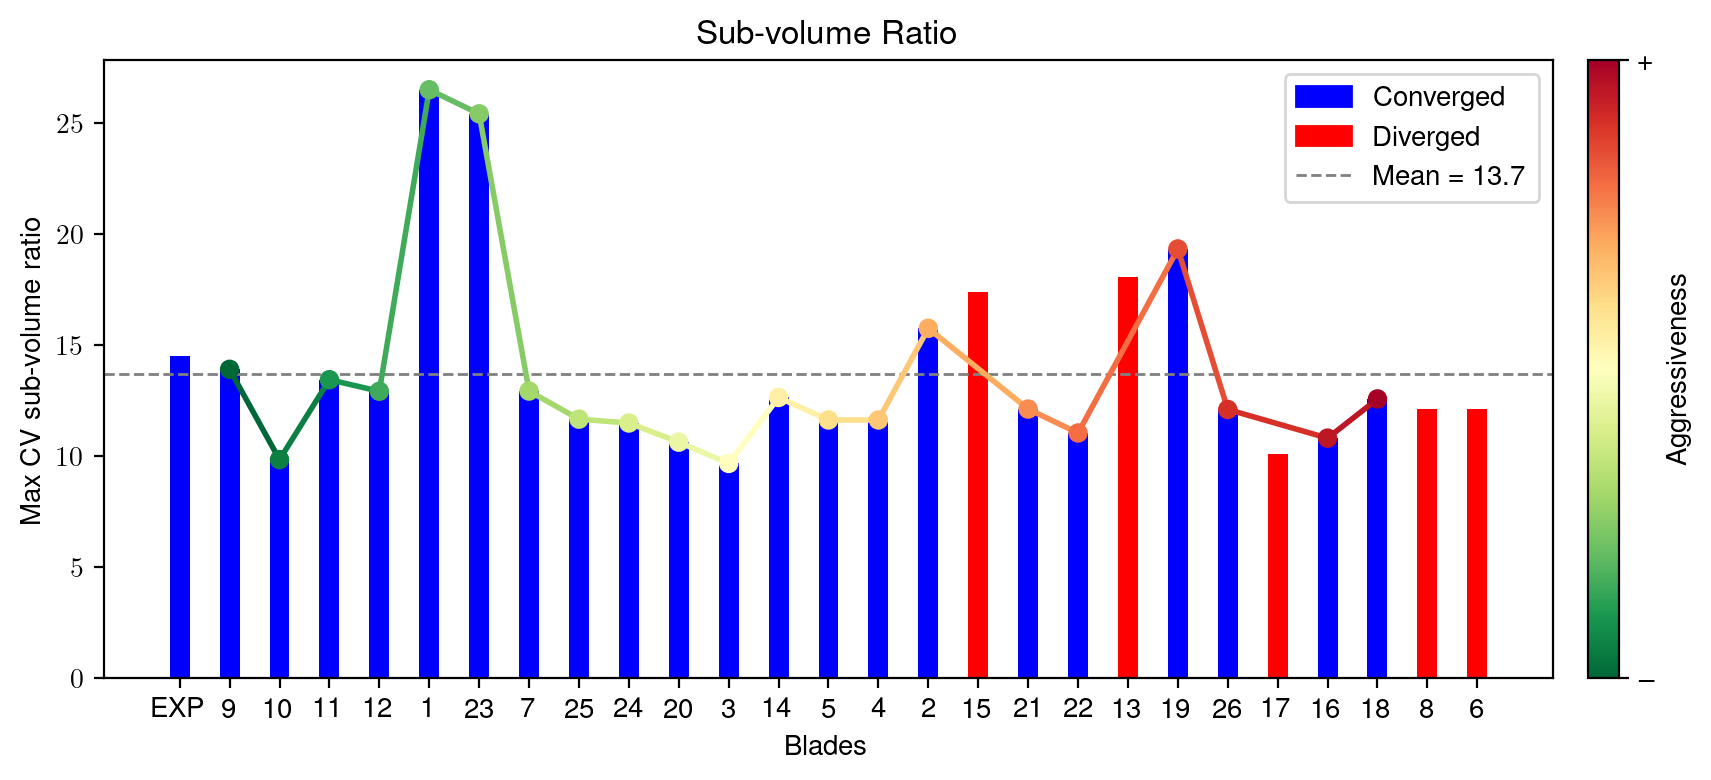 Sub-volume Ratio
Max CV sub-volume ratio
25
20
15
10
5
0
Converged
Diverged
Mean = 13.7
EXP 9 10 11 12 1 23 7 25 24 20 3 14 5 4 2 15 21 22 13 19 26 17 16 18 8 6
Blades
+
−
Aggressiveness